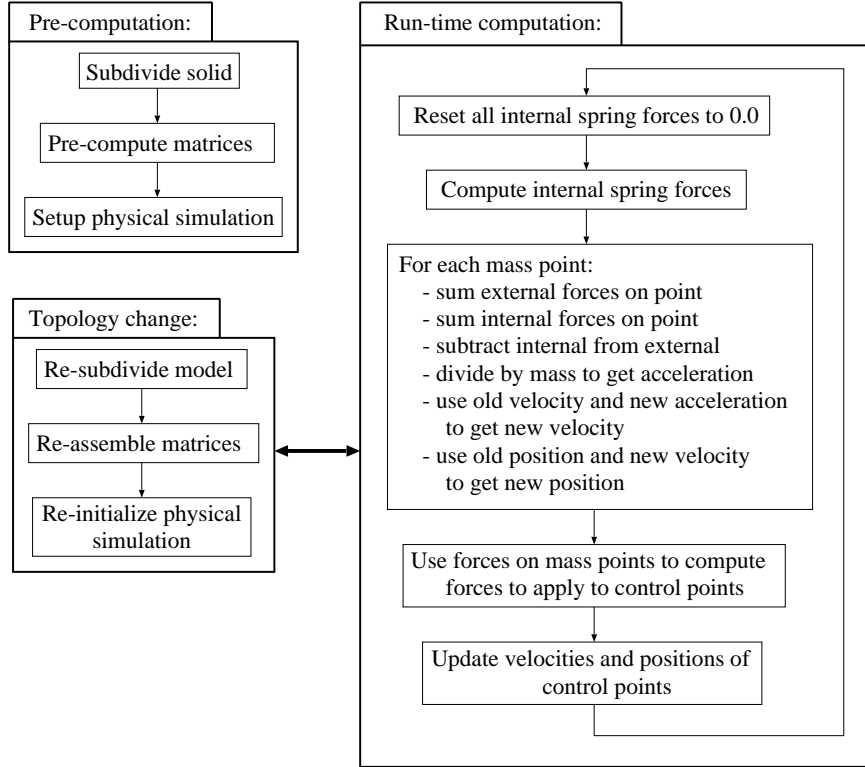 Pre-computation:
Subdivide solid
Pre-compute matrices
Setup physical simulation
Topology change:
Re-subdivide model
Re-assemble matrices
Re-initialize physical
simulation
Run-time computation:
Reset all internal spring forces to 0.0
Compute internal spring forces
For each mass point:
- sum external forces on point
- sum internal forces on point
- subtract internal from external
- divide by mass to get acceleration
- use old velocity and new acceleration
to get new velocity
- use old position and new velocity
to get new position
Use forces on mass points to compute
forces to apply to control points
Update velocities and positions of
control points